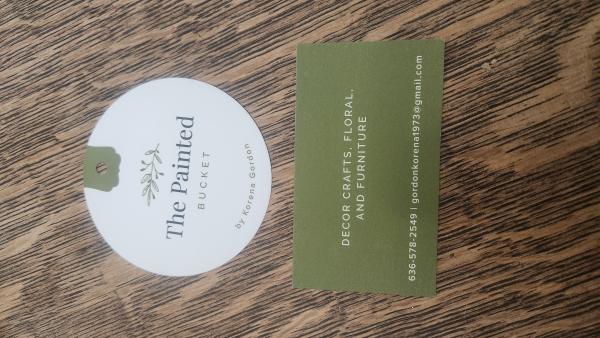 The Painted
BUCKET
by Korena Gordon
DECOR CRAFTS, FLORAL,
AND FURNITURE
636-578-2549 | gordonkorena1973@gmail.com